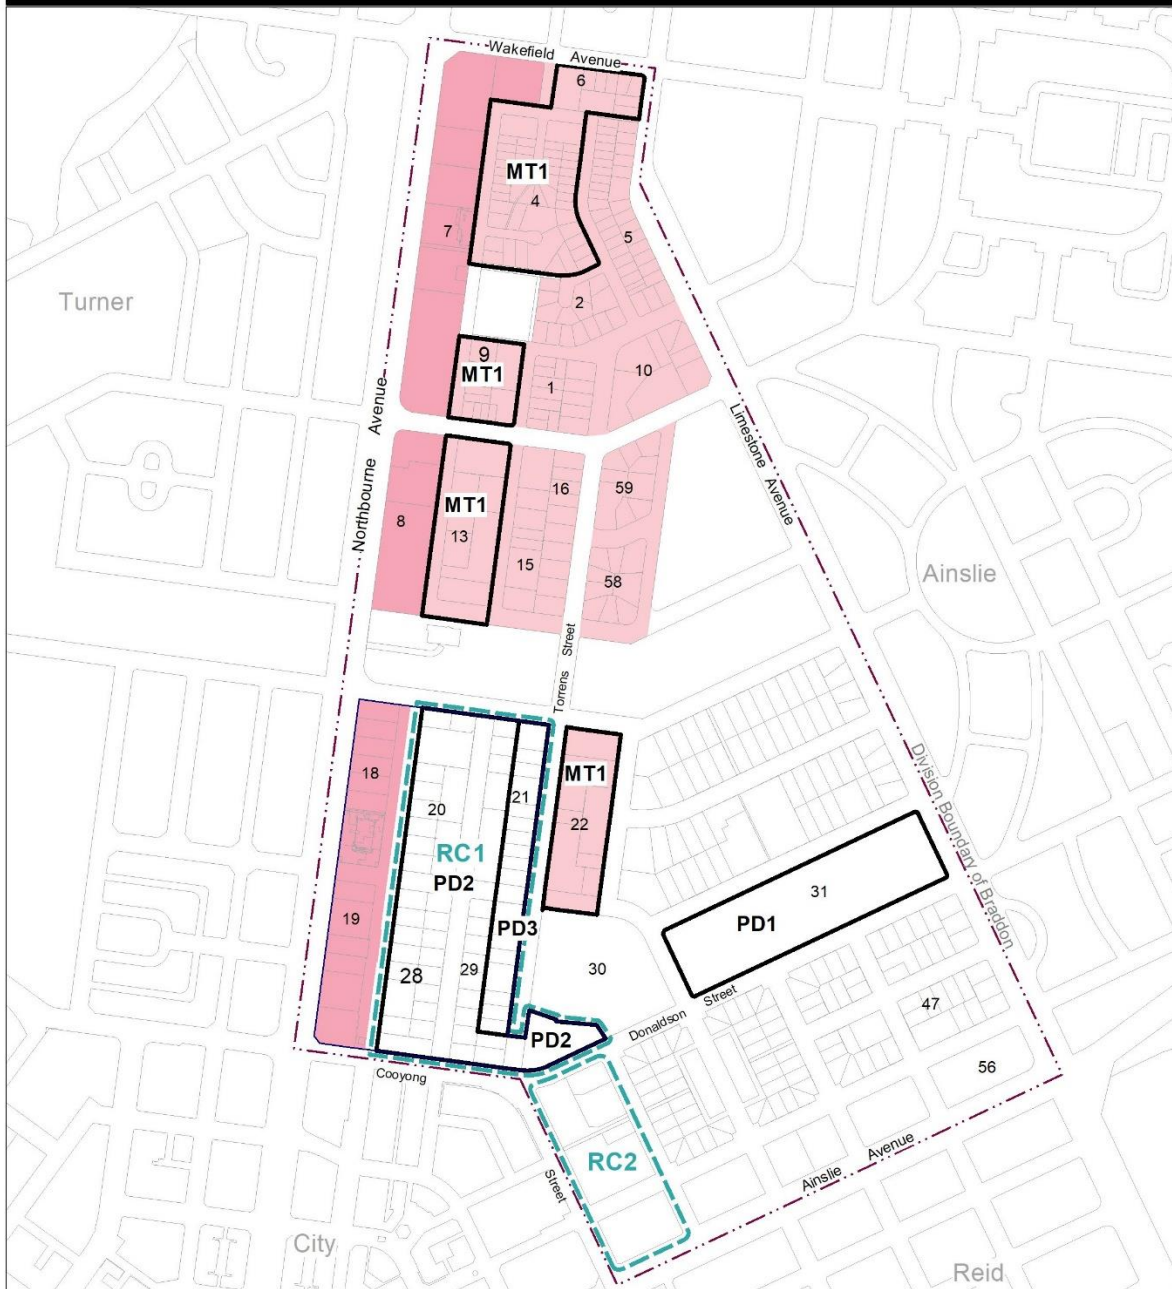 Wakefield Avenue
6
MT1
4
7
5
Turner
2
9
MT1
1
10
Northbourne Avenue
Limestone Avenue
MT1
16
59
8
13
15
58
Ainslie
Torrens Street
18
21
MT1
20
22
RC1
PD2
Division Boundary of Braddon
31
PD1
19
PD3
28
29
30
Donaldson Street
47
PD2
56
Cooyong Street
RC2
Ainslie Avenue
City
Reid